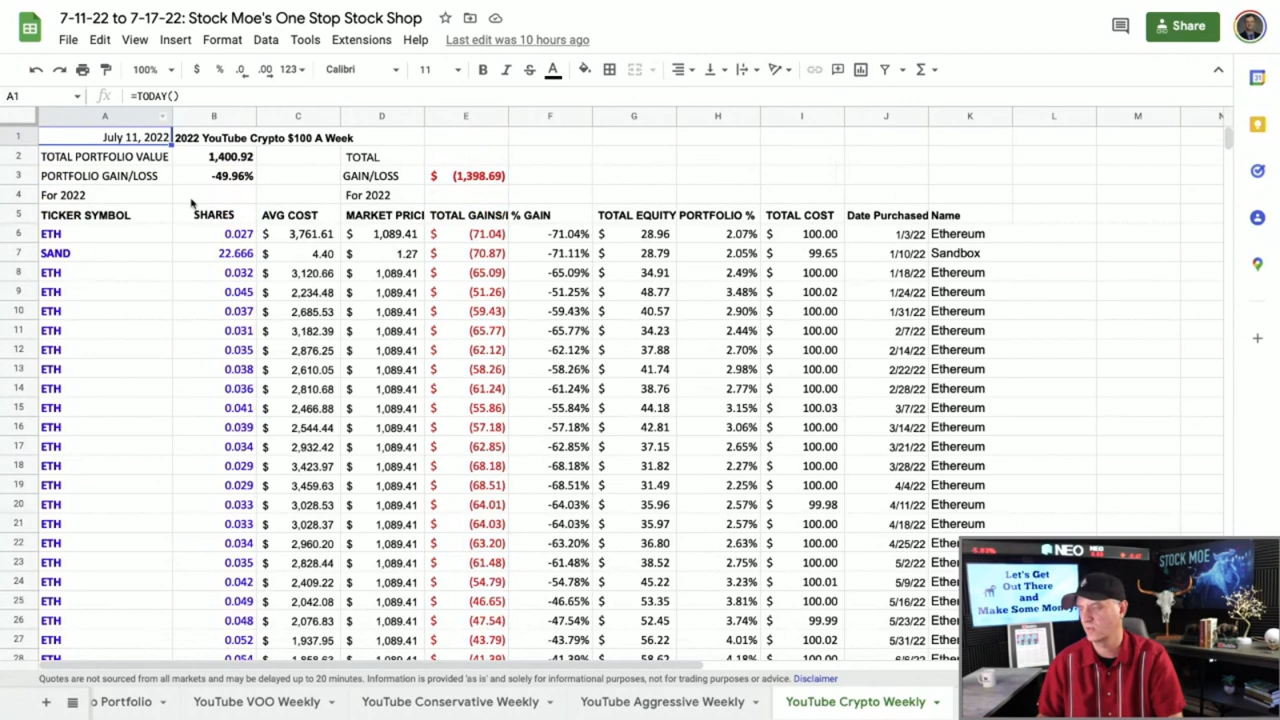 7-11-22 to 7-17-22: Stock Moe's One Stop Stock Shop
File Edit View Insert Format Data Tools Extensions Help Last edit was 10 hours ago
Share
100% $ % .0 .00 123 Calibri 11 B I S A
A1 fx =TODAY()
A B C D E F G H I J K L M N
1 July 11, 2022 2022 YouTube Crypto $100 A Week
2 TOTAL PORTFOLIO VALUE 1,400.92 TOTAL
3 PORTFOLIO GAIN/LOSS -49.96% GAIN/LOSS $ (1,398.69)
4 For 2022 For 2022
5 TICKER SYMBOL SHARES AVG COST MARKET PRICE TOTAL GAINS/L % GAIN TOTAL EQUITY PORTFOLIO % TOTAL COST Date Purchased Name
6 ETH 0.027 $ 3,761.61 $ 1,089.41 $ (71.04) -71.04% $ 28.96 2.07% $ 100.00 1/3/22 Ethereum
7 SAND 22.666 $ 4.40 $ 1.27 $ (70.87) -71.11% $ 28.79 2.05% $ 99.65 1/10/22 Sandbox
8 ETH 0.032 $ 3,120.66 $ 1,089.41 $ (65.09) -65.09% $ 34.91 2.49% $ 100.00 1/18/22 Ethereum
9 ETH 0.045 $ 2,234.48 $ 1,089.41 $ (51.26) -51.25% $ 48.77 3.48% $ 100.02 1/24/22 Ethereum
10 ETH 0.037 $ 2,685.53 $ 1,089.41 $ (59.43) -59.43% $ 40.57 2.90% $ 100.00 1/31/22 Ethereum
11 ETH 0.031 $ 3,182.39 $ 1,089.41 $ (65.77) -65.77% $ 34.23 2.44% $ 100.00 2/7/22 Ethereum
12 ETH 0.035 $ 2,876.25 $ 1,089.41 $ (62.12) -62.12% $ 37.88 2.70% $ 100.00 2/14/22 Ethereum
13 ETH 0.038 $ 2,610.05 $ 1,089.41 $ (58.26) -58.26% $ 41.74 2.98% $ 100.00 2/22/22 Ethereum
14 ETH 0.036 $ 2,810.68 $ 1,089.41 $ (61.24) -61.24% $ 38.76 2.77% $ 100.00 2/28/22 Ethereum
15 ETH 0.041 $ 2,466.88 $ 1,089.41 $ (55.86) -55.84% $ 44.18 3.15% $ 100.03 3/7/22 Ethereum
16 ETH 0.039 $ 2,544.44 $ 1,089.41 $ (57.18) -57.18% $ 42.81 3.06% $ 100.00 3/14/22 Ethereum
17 ETH 0.034 $ 2,932.42 $ 1,089.41 $ (62.85) -62.85% $ 37.15 2.65% $ 100.00 3/21/22 Ethereum
18 ETH 0.029 $ 3,423.97 $ 1,089.41 $ (68.18) -68.18% $ 31.82 2.27% $ 100.00 3/28/22 Ethereum
19 ETH 0.029 $ 3,459.63 $ 1,089.41 $ (68.51) -68.51% $ 31.49 2.25% $ 100.00 4/4/22 Ethereum
20 ETH 0.033 $ 3,028.53 $ 1,089.41 $ (64.01) -64.03% $ 35.96 2.57% $ 99.98 4/11/22 Ethereum
21 ETH 0.033 $ 3,028.37 $ 1,089.41 $ (64.03) -64.03% $ 35.97 2.57% $ 100.00 4/18/22 Ethereum
22 ETH 0.034 $ 2,960.20 $ 1,089.41 $ (63.20) -63.20% $ 36.80 2.63% $ 100.00 4/25/22 Ether
23 ETH 0.035 $ 2,828.44 $ 1,089.41 $ (61.48) -61.48% $ 38.52 2.75% $ 100.00 5/2/22 Ethe
24 ETH 0.042 $ 2,409.22 $ 1,089.41 $ (54.79) -54.78% $ 45.22 3.23% $ 100.01 5/9/22 Ethe
25 ETH 0.049 $ 2,042.08 $ 1,089.41 $ (46.65) -46.65% $ 53.35 3.81% $ 100.00 5/16/22 Ethe
26 ETH 0.048 $ 2,076.83 $ 1,089.41 $ (47.54) -47.54% $ 52.45 3.74% $ 99.99 5/23/22 Ethe
27 ETH 0.052 $ 1,937.95 $ 1,089.41 $ (43.79) -43.79% $ 56.22 4.01% $ 100.02 5/31/22 Ethe
NEO
STOCK MOE
Let's Get
Out There
and
Make Some Money
Quotes are not sourced from all markets and may be delayed up to 20 minutes. Information is provided 'as is' and solely for informational purposes, not for trading purposes or advice. Disclaimer
o Portfolio YouTube VOO Weekly YouTube Conservative Weekly YouTube Aggressive Weekly YouTube Crypto Weekly